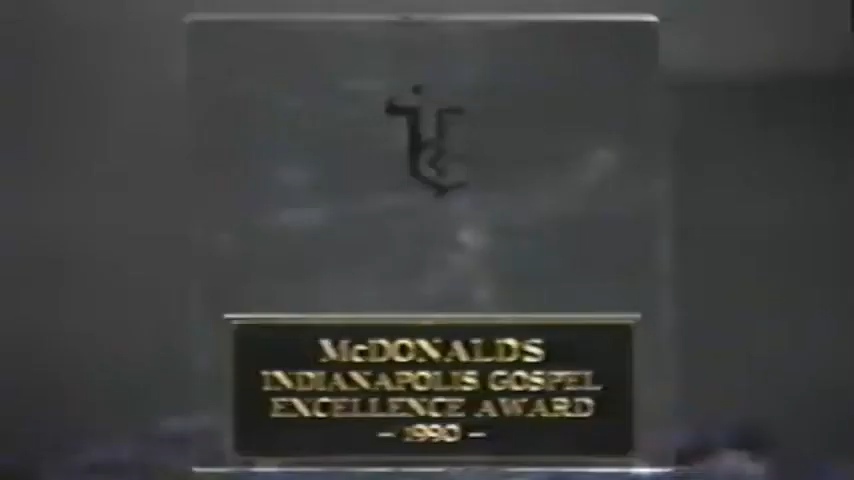 McDONALDS
INDIANAPOLIS GOSPEL
EXCELLENCE AWARD
- 1990 -